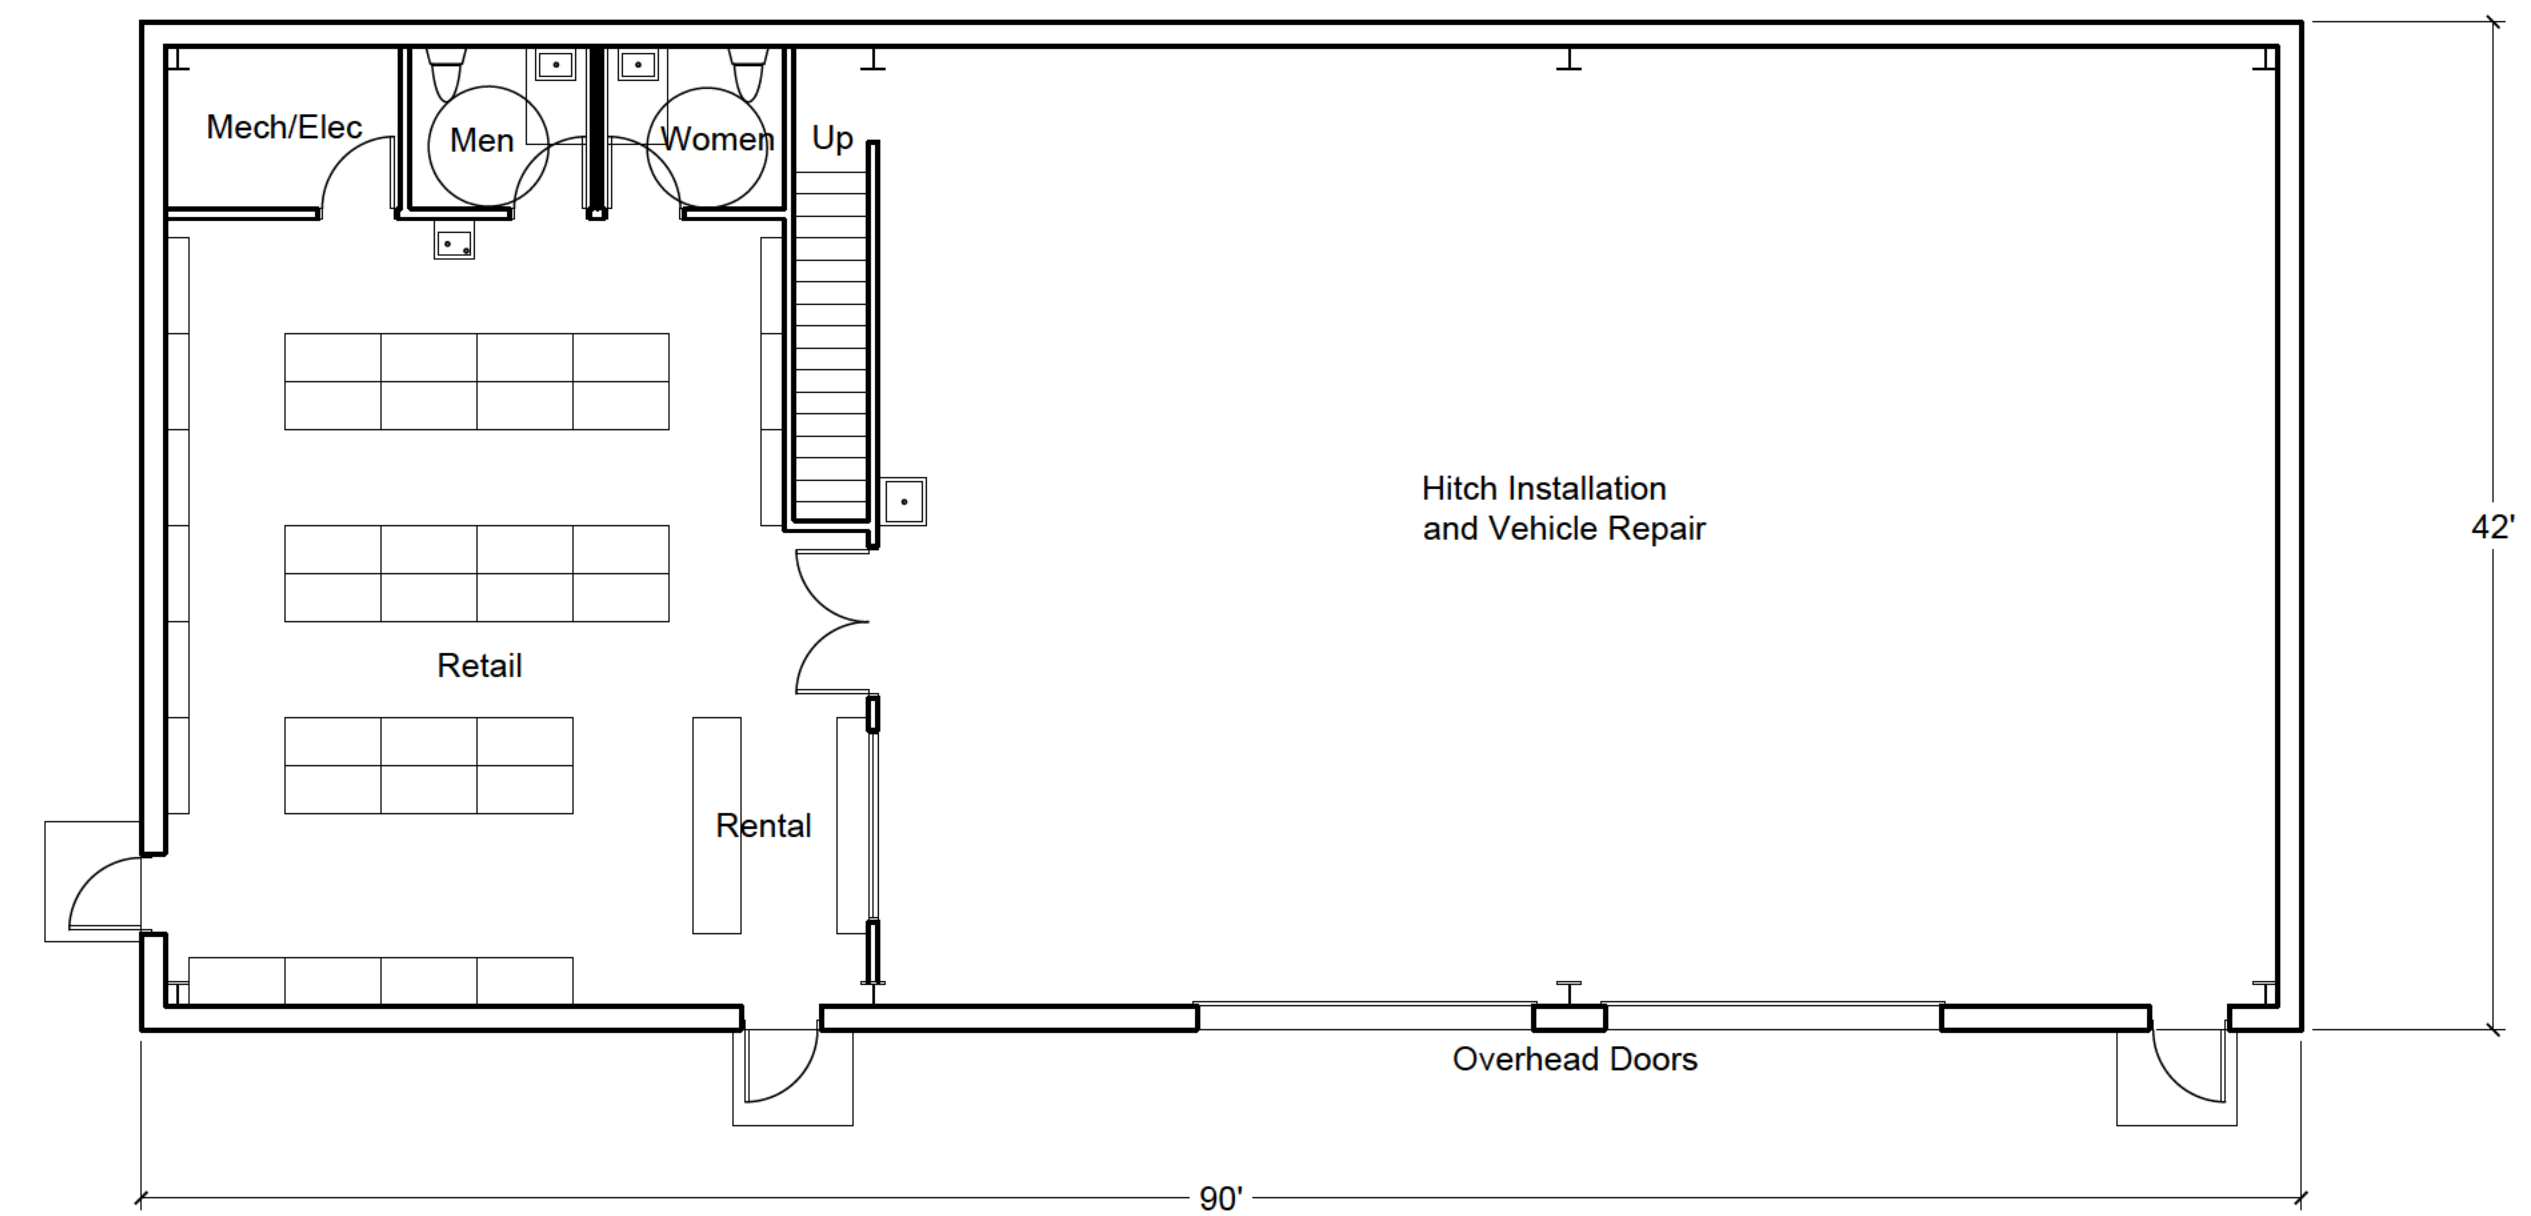 Mech/Elec
Men
Women
Up
Hitch Installation
and Vehicle Repair
42'
Retail
Rental
Overhead Doors
90'